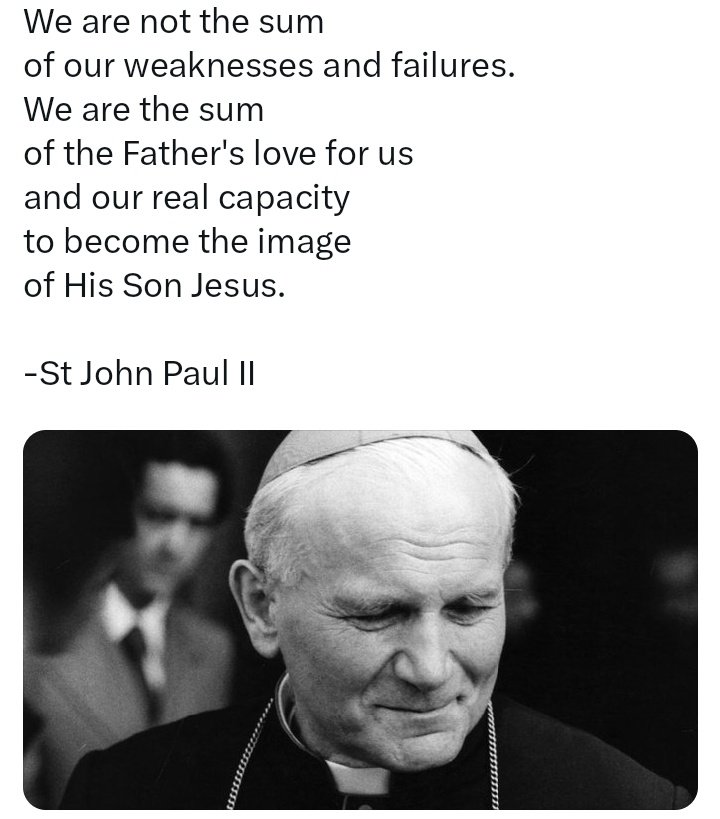 We are not the sum
of our weaknesses and failures.
We are the sum
of the Father's love for us
and our real capacity
to become the image
of His Son Jesus.
-St John Paul II